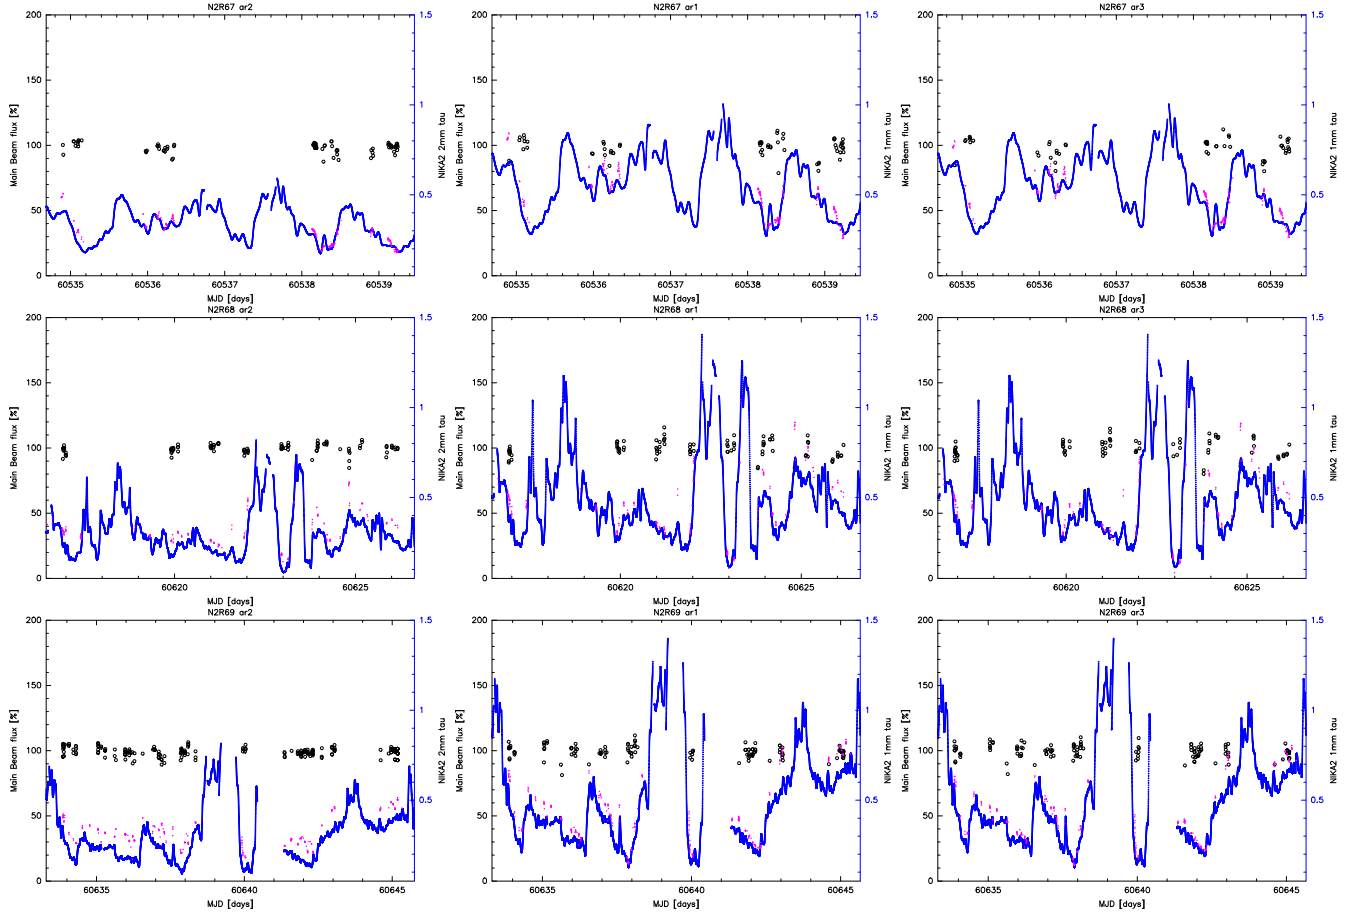 N2R67 ar2
200
150
100
50
0
Main Beam flux [%]
60535 60536 60537 60538 60539
MJD [days]
1.5
1
0.5
NIKA2 2mm tau
N2R67 ar1
200
150
100
50
0
Main Beam flux [%]
60535 60536 60537 60538 60539
MJD [days]
1.5
1
0.5
NIKA2 1mm tau
N2R67 ar3
200
150
100
50
0
Main Beam flux [%]
60535 60536 60537 60538 60539
MJD [days]
1.5
1
0.5
NIKA2 1mm tau
N2R68 ar2
200
150
100
50
0
Main Beam flux [%]
60620 60625
MJD [days]
1.5
1
0.5
NIKA2 2mm tau
N2R68 ar1
200
150
100
50
0
Main Beam flux [%]
60620 60625
MJD [days]
1.5
1
0.5
NIKA2 1mm tau
N2R68 ar3
200
150
100
50
0
Main Beam flux [%]
60620 60625
MJD [days]
1.5
1
0.5
NIKA2 1mm tau
N2R69 ar2
200
150
100
50
0
Main Beam flux [%]
60635 60640 60645
MJD [days]
1.5
1
0.5
NIKA2 2mm tau
N2R69 ar1
200
150
100
50
0
Main Beam flux [%]
60635 60640 60645
MJD [days]
1.5
1
0.5
NIKA2 1mm tau
N2R69 ar3
200
150
100
50
0
Main Beam flux [%]
60635 60640 60645
MJD [days]
1.5
1
0.5
NIKA2 1mm tau